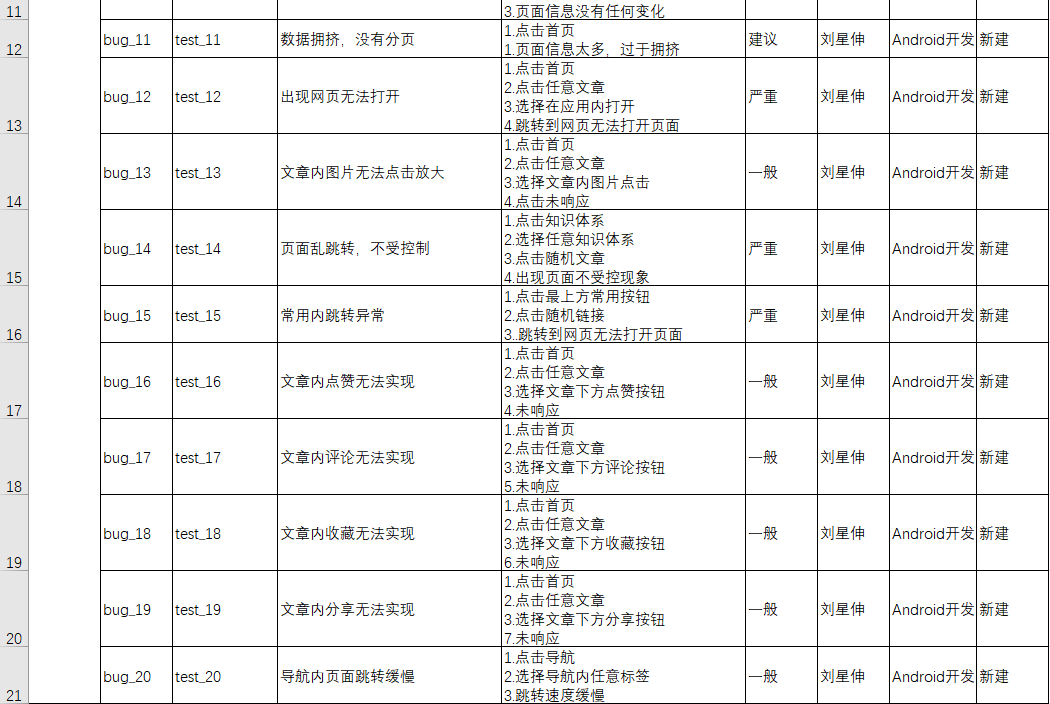 11
3.页面信息没有任何变化
12
bug_11 test_11 数据拥挤，没有分页
1.点击首页
1.页面信息太多，过于拥挤
建议 刘星伸 Android开发 新建
13
bug_12 test_12 出现网页无法打开
1.点击首页
2.点击任意文章
3.选择在应用内打开
4.跳转到网页无法打开页面
严重 刘星伸 Android开发 新建
14
bug_13 test_13 文章内图片无法点击放大
1.点击首页
2.点击任意文章
3.选择文章内图片点击
4.点击未响应
一般 刘星伸 Android开发 新建
15
bug_14 test_14 页面乱跳转，不受控制
1.点击知识体系
2.选择任意知识体系
3.点击随机文章
4.出现页面不受控现象
严重 刘星伸 Android开发 新建
16
bug_15 test_15 常用内跳转异常
1.点击最上方常用按钮
2.点击随机链接
3..跳转到网页无法打开页面
严重 刘星伸 Android开发 新建
17
bug_16 test_16 文章内点赞无法实现
1.点击首页
2.点击任意文章
3.选择文章下方点赞按钮
4.未响应
一般 刘星伸 Android开发 新建
18
bug_17 test_17 文章内评论无法实现
1.点击首页
2.点击任意文章
3.选择文章下方评论按钮
5.未响应
一般 刘星伸 Android开发 新建
19
bug_18 test_18 文章内收藏无法实现
1.点击首页
2.点击任意文章
3.选择文章下方收藏按钮
6.未响应
一般 刘星伸 Android开发 新建
20
bug_19 test_19 文章内分享无法实现
1.点击首页
2.点击任意文章
3.选择文章下方分享按钮
7.未响应
一般 刘星伸 Android开发 新建
21
bug_20 test_20 导航内页面跳转缓慢
1.点击导航
2.选择导航内任意标签
3.跳转速度缓慢
一般 刘星伸 Android开发 新建